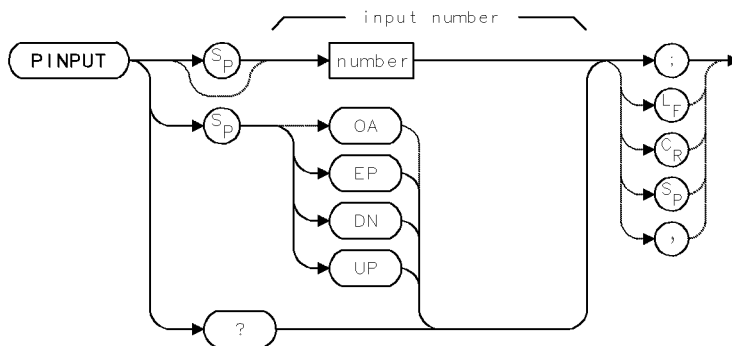 input number
PINPUT
SP
number
;
SP
OA
LF
EP
CR
DN
SP
UP
,
?